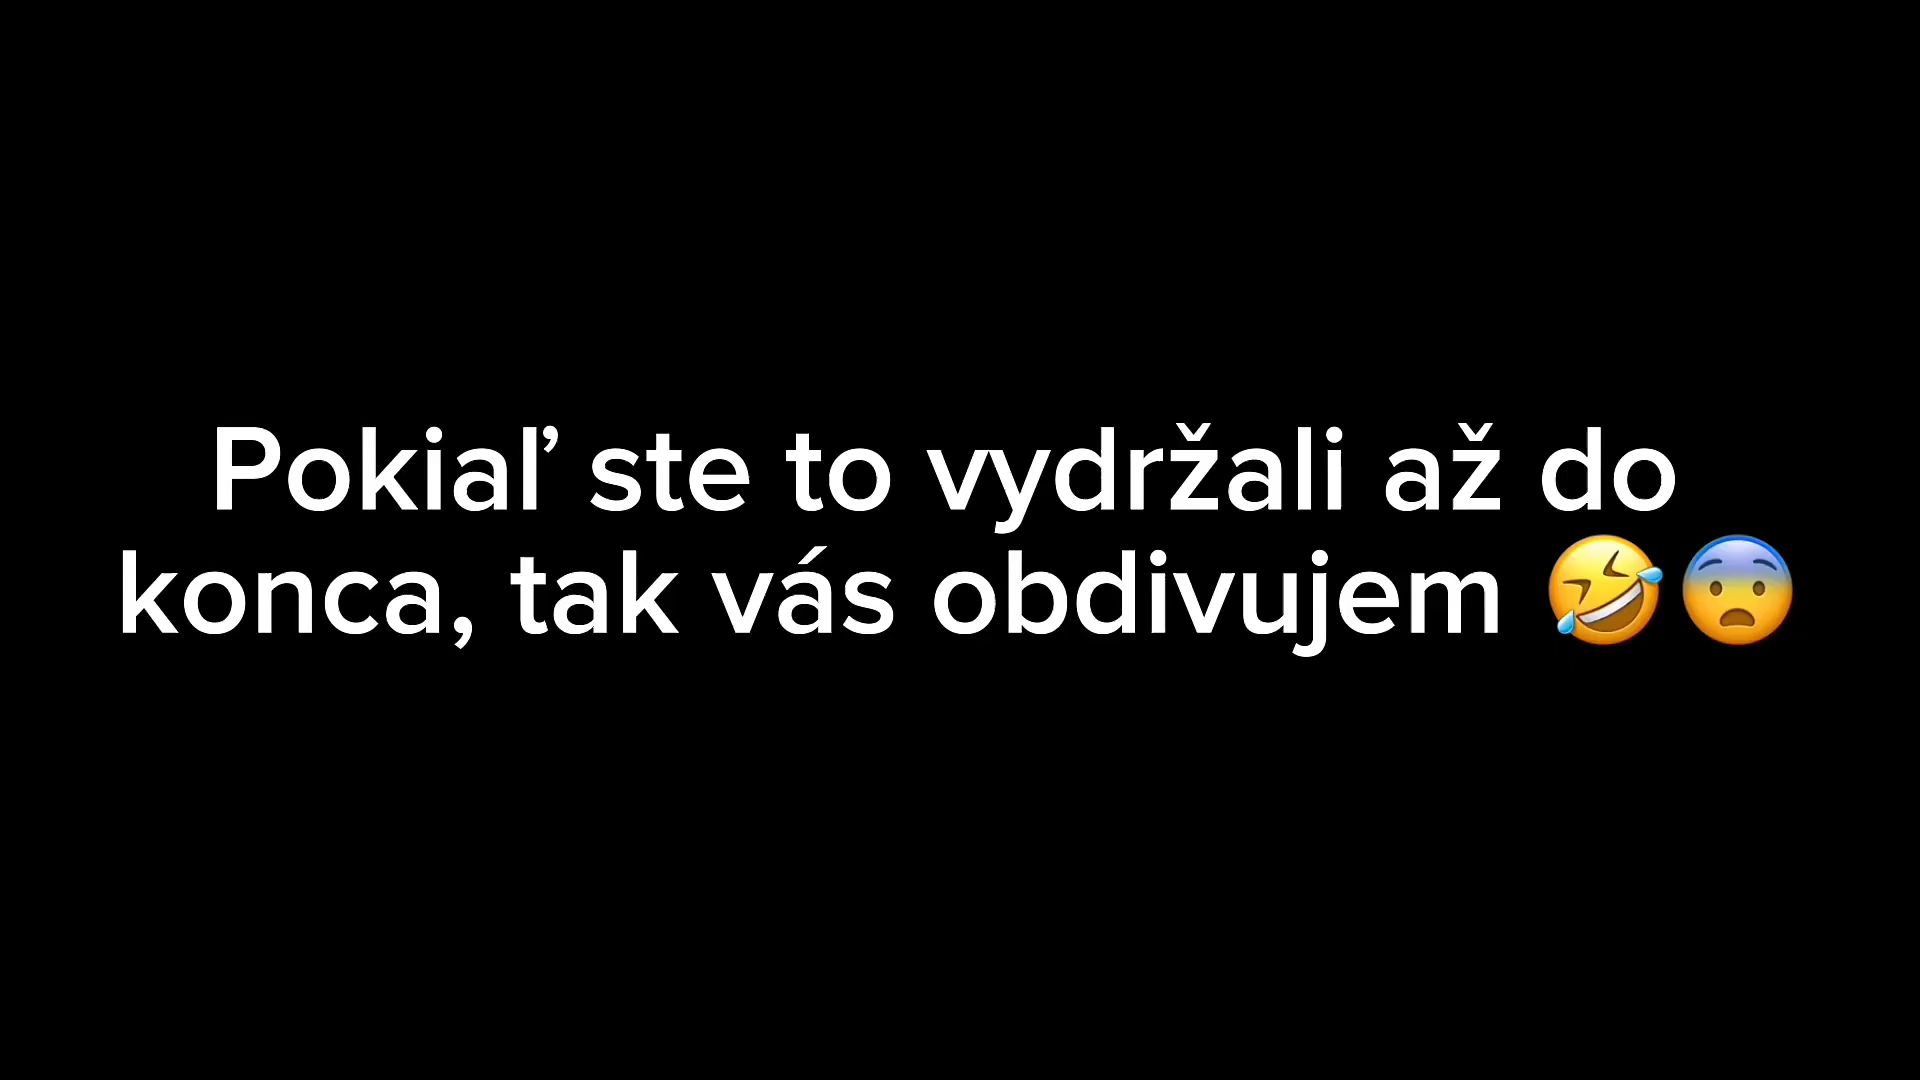 Pokiaľ ste to vydržali až do
konca, tak vás obdivujem 🤣😨